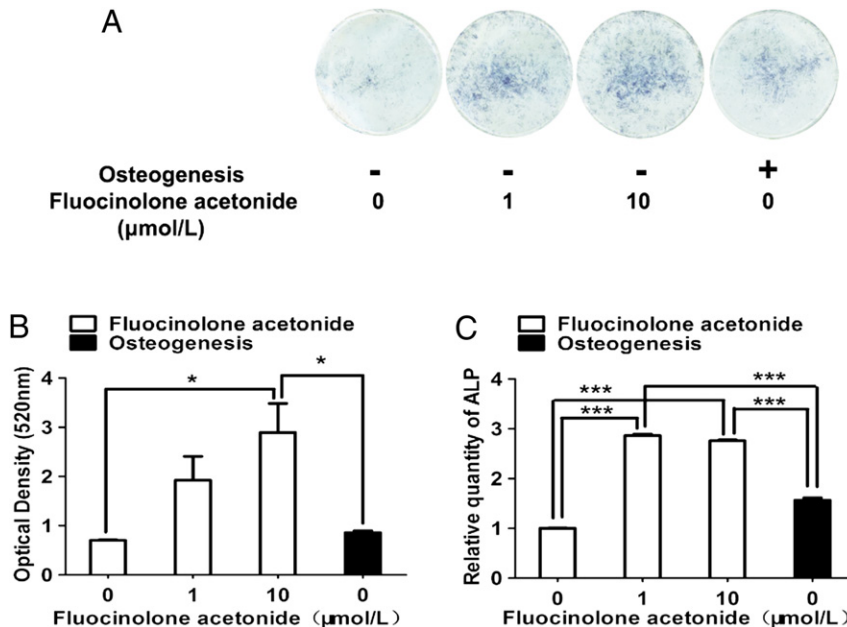 A
Osteogenesis - - - +
Fluocinolone acetonide 0 1 10 0
(µmol/L)
B
Fluocinolone acetonide
Osteogenesis
Optical Density (520nm)
4
3
2
1
0
* *
0 1 10 0
Fluocinolone acetonide (µmol/L)
C
Fluocinolone acetonide
Osteogenesis
Relative quantity of ALP
4
3
2
1
0
*** ***
*** ***
0 1 10 0
Fluocinolone acetonide (µmol/L)